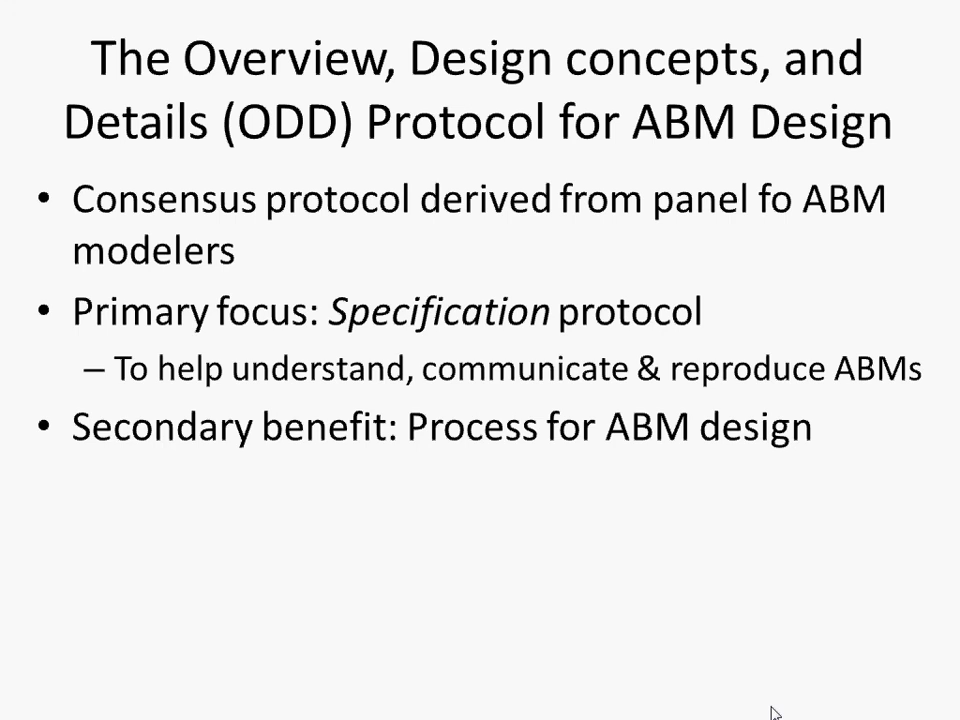 The Overview, Design concepts, and
Details (ODD) Protocol for ABM Design
• Consensus protocol derived from panel fo ABM
modelers
• Primary focus: Specification protocol
– To help understand, communicate & reproduce ABMs
• Secondary benefit: Process for ABM design